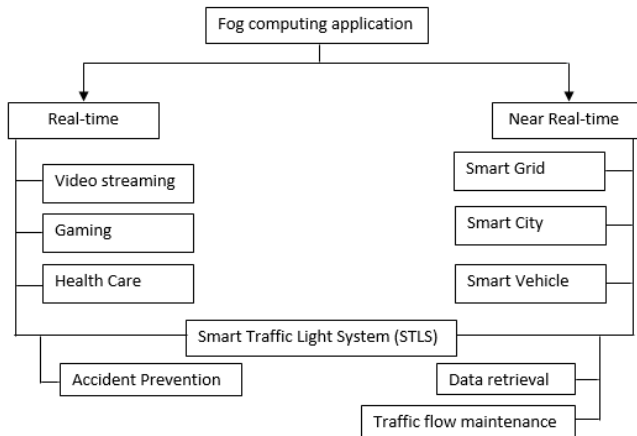 Fog computing application
Real-time
Near Real-time
Video streaming
Smart Grid
Gaming
Smart City
Health Care
Smart Vehicle
Smart Traffic Light System (STLS)
Accident Prevention
Data retrieval
Traffic flow maintenance